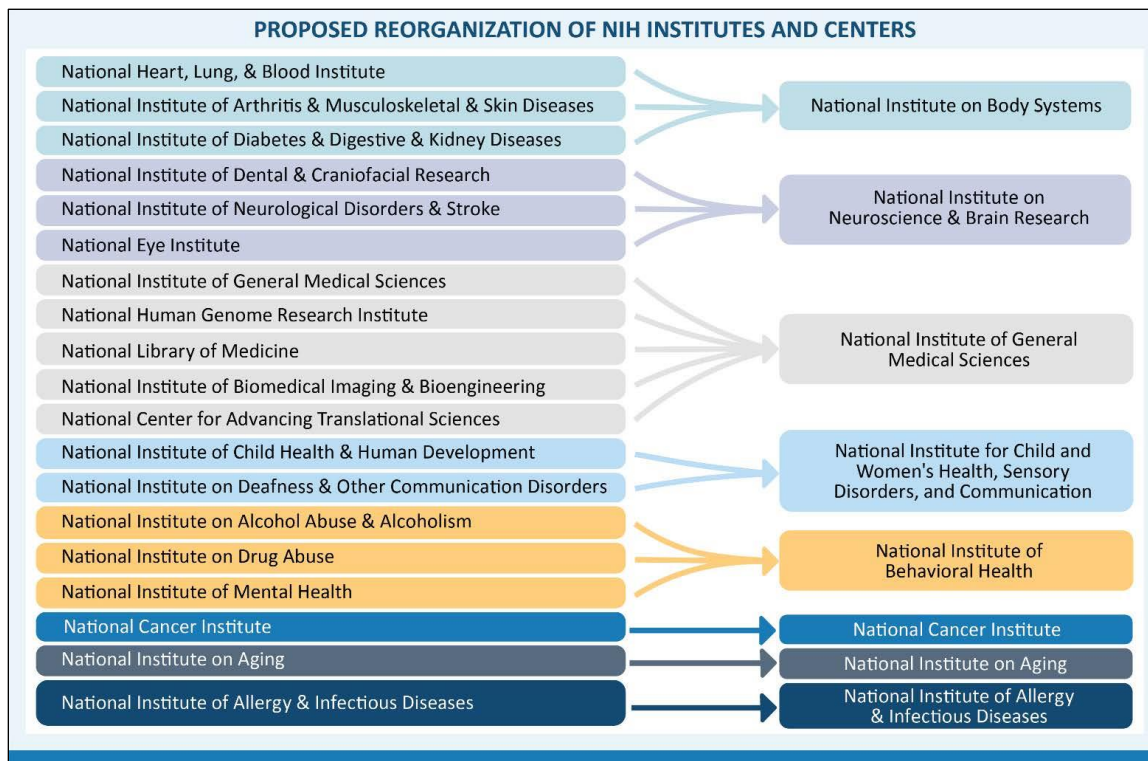 PROPOSED REORGANIZATION OF NIH INSTITUTES AND CENTERS
National Heart, Lung, & Blood Institute
National Institute of Arthritis & Musculoskeletal & Skin Diseases
National Institute of Diabetes & Digestive & Kidney Diseases
National Institute on Body Systems
National Institute of Dental & Craniofacial Research
National Institute of Neurological Disorders & Stroke
National Eye Institute
National Institute on
Neuroscience & Brain Research
National Institute of General Medical Sciences
National Human Genome Research Institute
National Library of Medicine
National Institute of Biomedical Imaging & Bioengineering
National Center for Advancing Translational Sciences
National Institute of General
Medical Sciences
National Institute of Child Health & Human Development
National Institute on Deafness & Other Communication Disorders
National Institute for Child and
Women's Health, Sensory
Disorders, and Communication
National Institute on Alcohol Abuse & Alcoholism
National Institute on Drug Abuse
National Institute of Mental Health
National Institute of
Behavioral Health
National Cancer Institute
National Cancer Institute
National Institute on Aging
National Institute on Aging
National Institute of Allergy & Infectious Diseases
National Institute of Allergy
& Infectious Diseases